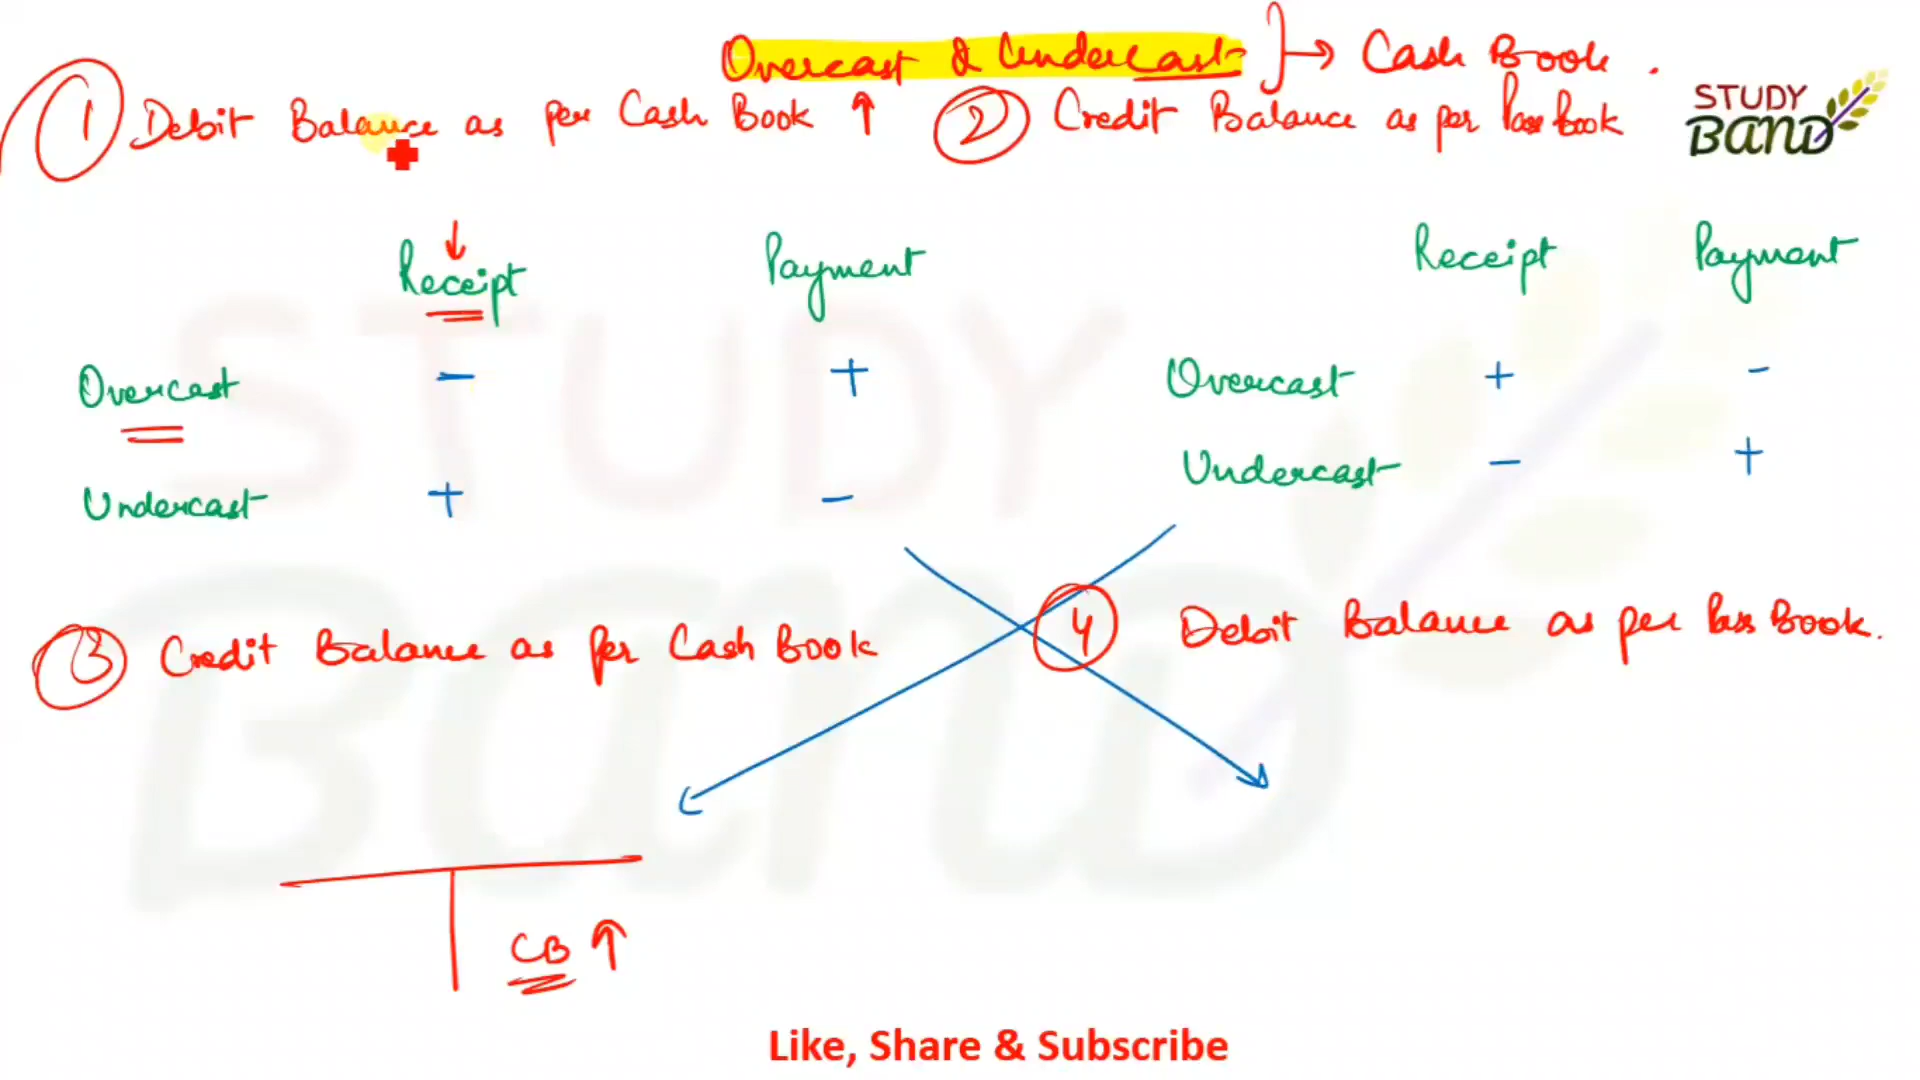 Overcast & Undercast } → Cash Book .
1 Debit Balance as per Cash Book ↑
2 Credit Balance as per Pass Book
STUDY
BAND
Receipt Payment
Overcast - +
Undercast + -
Receipt Payment
Overcast + -
Undercast - +
3 Credit Balance as Per Cash Book
4 Debit Balance as per Pass Book.
CB ↑
STUDY
BAND
Like, Share & Subscribe